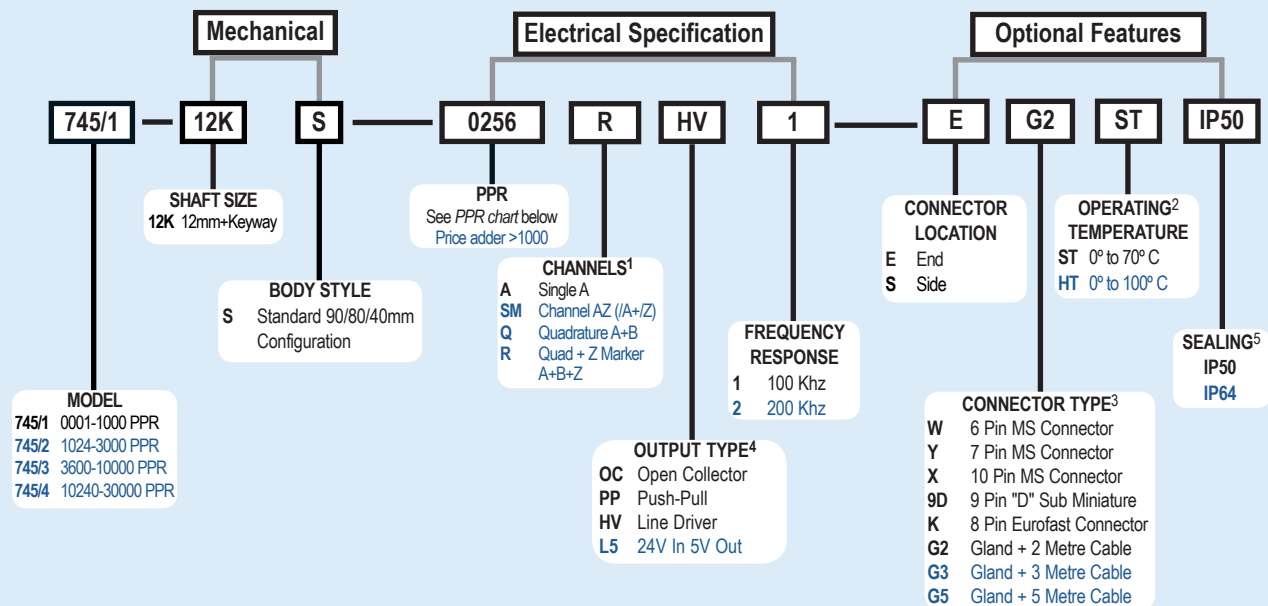 Mechanical
Electrical Specification
Optional Features
745/1
12K
S
0256
R
HV
1
E
G2
ST
IP50
SHAFT SIZE
12K 12mm+Keyway
BODY STYLE
S Standard 90/80/40mm
Configuration
MODEL
745/1 0001-1000 PPR
745/2 1024-3000 PPR
745/3 3600-10000 PPR
745/4 10240-30000 PPR
PPR
See PPR chart below
Price adder >1000
CHANNELS1
A Single A
SM Channel AZ (/A+/Z)
Q Quadrature A+B
R Quad + Z Marker
A+B+Z
OUTPUT TYPE4
OC Open Collector
PP Push-Pull
HV Line Driver
L5 24V In 5V Out
FREQUENCY
RESPONSE
1 100 Khz
2 200 Khz
CONNECTOR
LOCATION
E End
S Side
CONNECTOR TYPE3
W 6 Pin MS Connector
Y 7 Pin MS Connector
X 10 Pin MS Connector
9D 9 Pin "D" Sub Miniature
K 8 Pin Eurofast Connector
G2 Gland + 2 Metre Cable
G3 Gland + 3 Metre Cable
G5 Gland + 5 Metre Cable
OPERATING2
TEMPERATURE
ST 0º to 70º C
HT 0º to 100º C
SEALING5
IP50
IP64